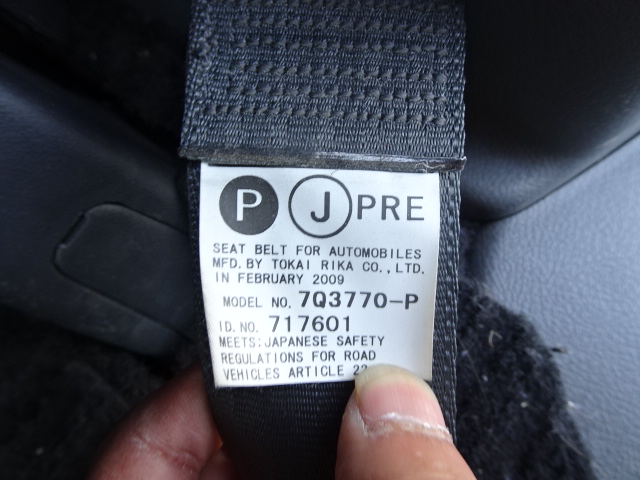 P J PRE
SEAT BELT FOR AUTOMOBILES
MFD. BY TOKAI RIKA CO., LTD.
IN FEBRUARY 2009
MODEL NO. 7Q3770-P
ID. NO. 717601
MEETS:JAPANESE SAFETY
REGULATIONS FOR ROAD
VEHICLES ARTICLE